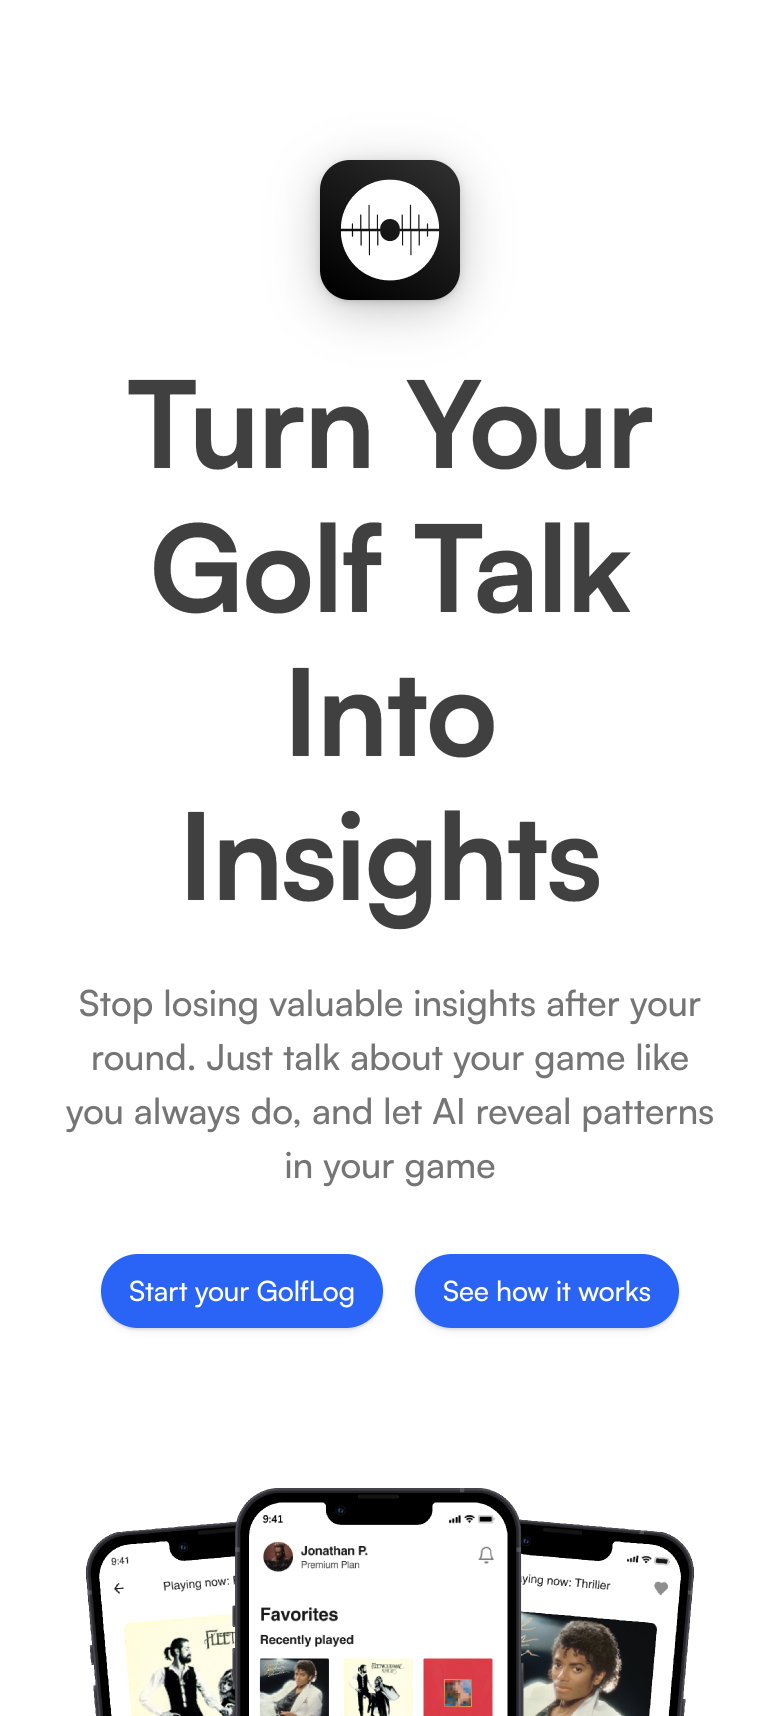 Turn Your
Golf Talk
Into
Insights
Stop losing valuable insights after your
round. Just talk about your game like
you always do, and let AI reveal patterns
in your game
Start your GolfLog
See how it works
9:41
9:41
Jonathan P.
Premium Plan
Playing now:
ying now: Thriller
Favorites
Recently played